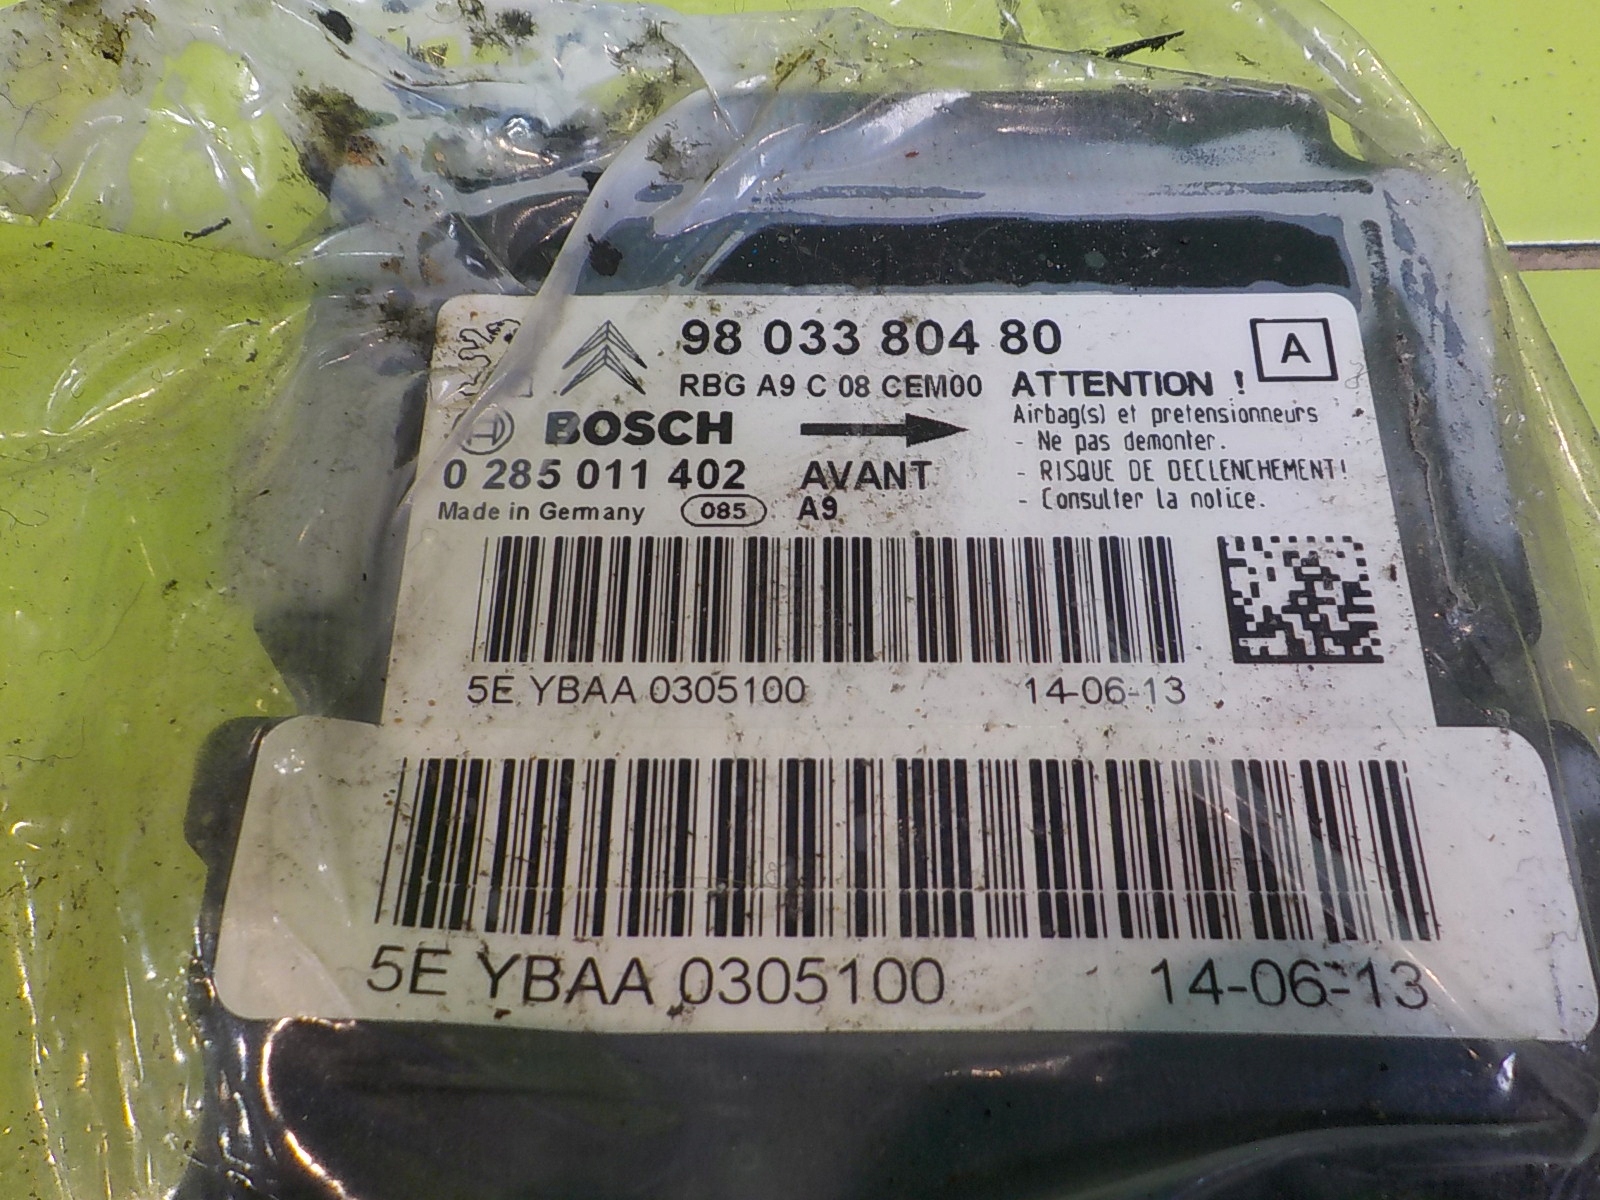 98 033 804 80
A
RBG A9 C 08 CEM00
ATTENTION !
Airbag(s) et pretensionneurs
- Ne pas demonter.
- RISQUE DE DECLENCHEMENT!
- Consulter la notice.
BOSCH
0 285 011 402
AVANT
Made in Germany
085
A9
5E YBAA 0305100
14-06-13
5E YBAA 0305100
14-06-13